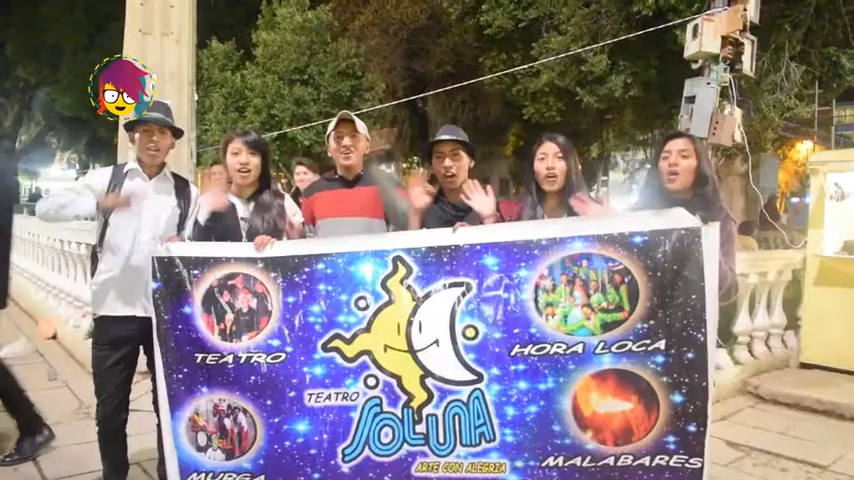 TEATRO
HORA LOCA
TEATRO
SOLUNA
ARTE CON ALEGRIA
MURGA
MALABARES